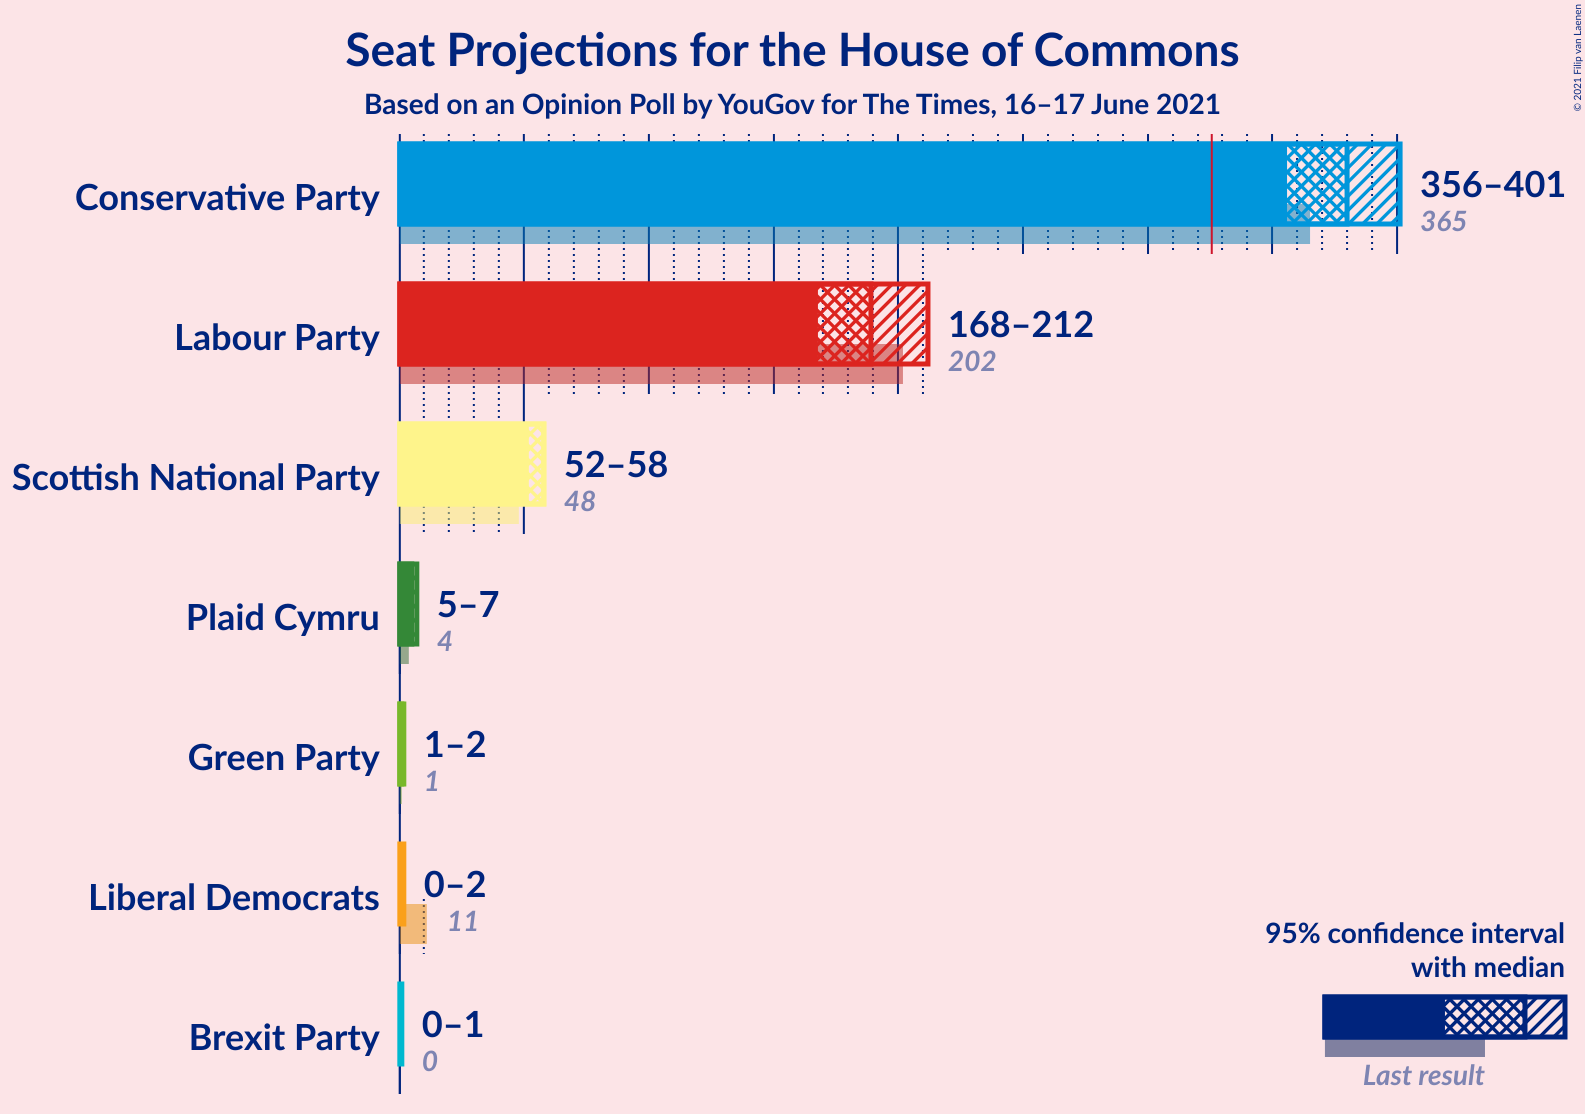 Seat Projections for the House of Commons
Based on an Opinion Poll by YouGov for The Times, 16–17 June 2021
© 2021 Filip van Laenen
Conservative Party
356–401
365
Labour Party
168–212
202
Scottish National Party
52–58
48
Plaid Cymru
5–7
4
Green Party
1–2
1
Liberal Democrats
0–2
11
Brexit Party
0–1
0
95% confidence interval
with median
Last result